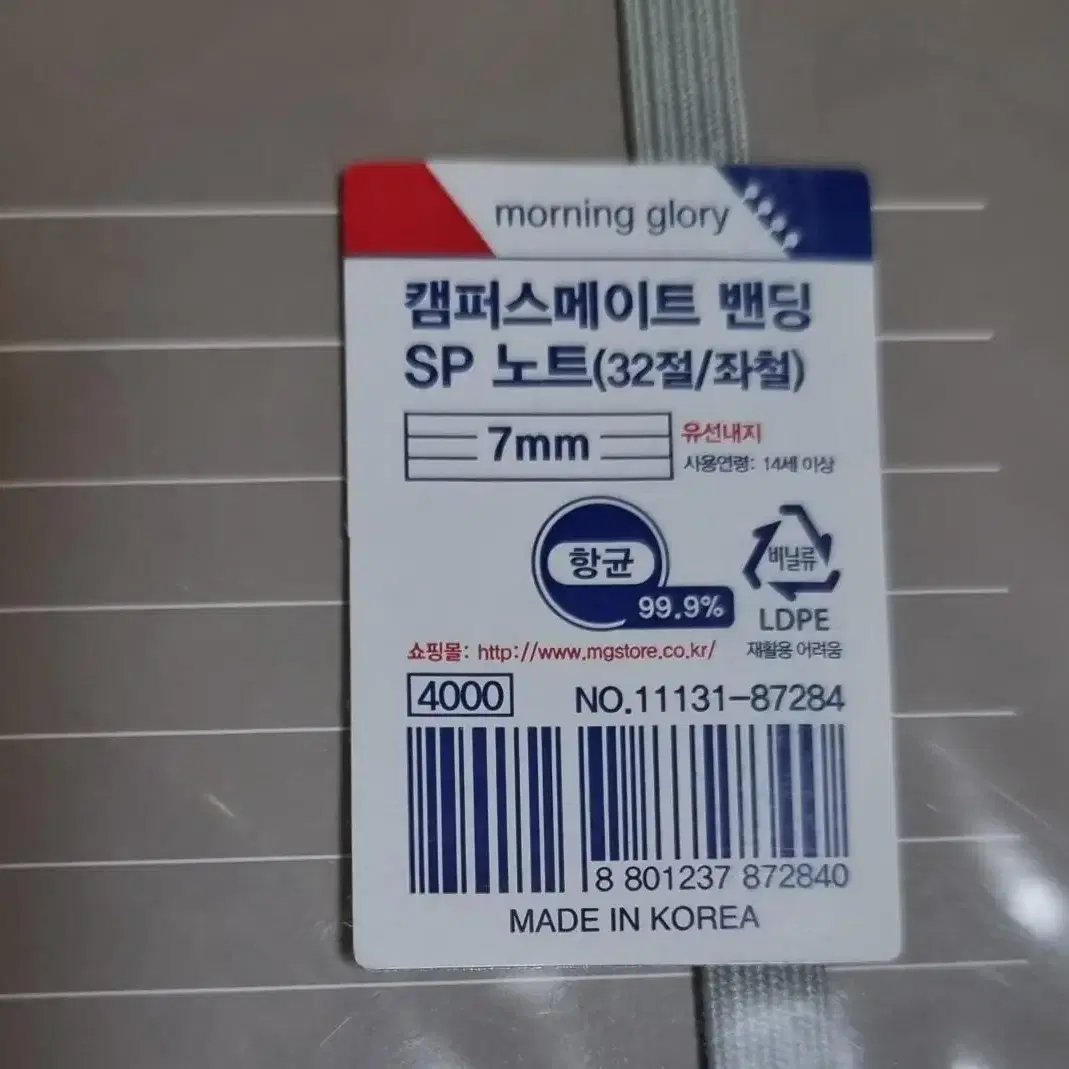 morning glory
캠퍼스메이트 밴딩
SP 노트(32절/좌철)
7mm
유선내지
사용연령: 14세 이상
항균
99.9%
비닐류
LDPE
재활용 어려움
쇼핑몰: http://www.mgstore.co.kr/
4000
NO.11131-87284
8 801237 872840
MADE IN KOREA